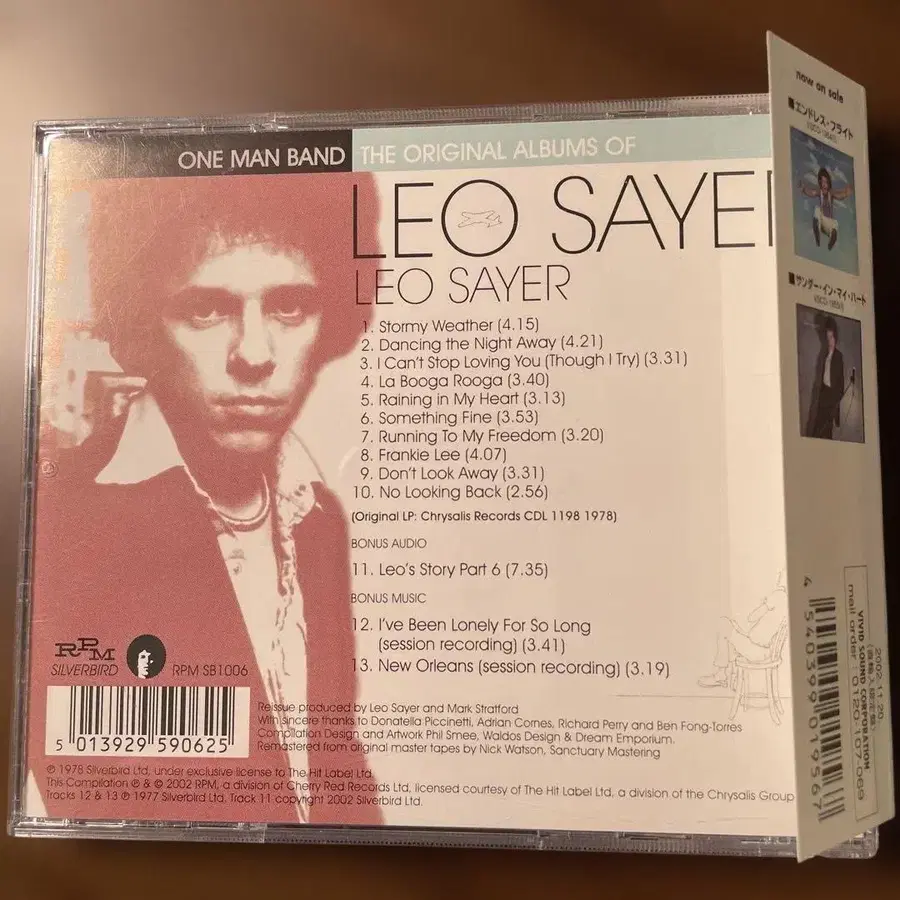 ONE MAN BAND THE ORIGINAL ALBUMS OF
LEO SAYE
LEO SAYER
1. Stormy Weather (4.15)
2. Dancing the Night Away (4.21)
3. I Can't Stop Loving You (Though I Try) (3.31)
4. La Booga Rooga (3.40)
5. Raining in My Heart (3.13)
6. Something Fine (3.53)
7. Running To My Freedom (3.20)
8. Frankie Lee (4.07)
9. Don't Look Away (3.31)
10. No Looking Back (2.56)
(Original LP: Chrysalis Records CDL 1198 1978)
BONUS AUDIO
11. Leo's Story Part 6 (7.35)
BONUS MUSIC
12. I've Been Lonely For So Long
(session recording) (3.41)
13. New Orleans (session recording) (3.19)
RPM
SILVERBIRD
RPM SB1006
5 013929 590625
Reissue produced by Leo Sayer and Mark Stratford
With sincere thanks to Donatella Piccinetti, Adrian Cornes, Richard Perry and Ben Fong-Torres
Compilation Design and Artwork Phil Smee, Waldos Design & Dream Emporium.
Remastered from original master tapes by Nick Watson, Sanctuary Mastering
℗ 1978 Silverbird Ltd, under exclusive license to The Hit Label Ltd.
This Compilation ℗ & © 2002 RPM, a division of Cherry Red Records Ltd, licensed courtesy of The Hit Label Ltd, a division of the Chrysalis Group
Tracks 12 & 13 ℗ 1977 Silverbird Ltd. Track 11 copyright 2002 Silverbird Ltd.
now on sale
■エンドレス・フライト
■サンダー・イン・マイ・ハート
4 540399 019567
2002.11.20
VIVID SOUND CORPORATION
mail order : 0120-107-069